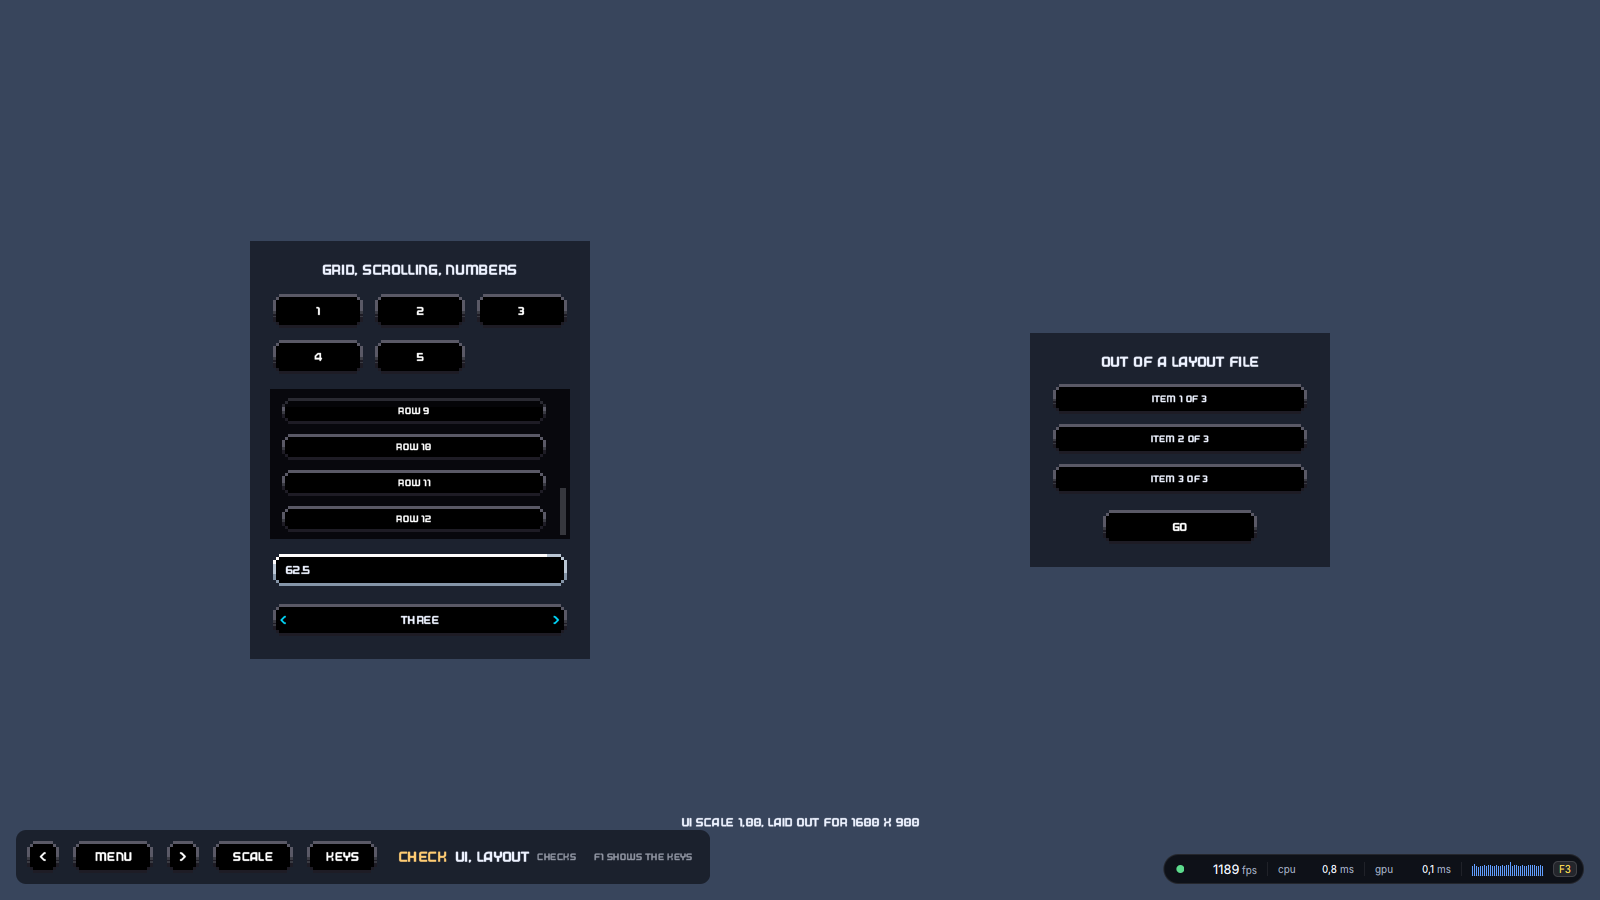 GRID, SCROLLING, NUMBERS
1 2 3
4 5
ROW 9
ROW 10
ROW 11
ROW 12
62.5
< THREE >
OUT OF A LAYOUT FILE
ITEM 1 OF 3
ITEM 2 OF 3
ITEM 3 OF 3
GO
UI SCALE 1,00, LAID OUT FOR 1600 X 900
< MENU > SCALE KEYS CHECK UI, LAYOUT CHECKS F1 SHOWS THE KEYS
1189 fps cpu 0,8 ms gpu 0,1 ms F3